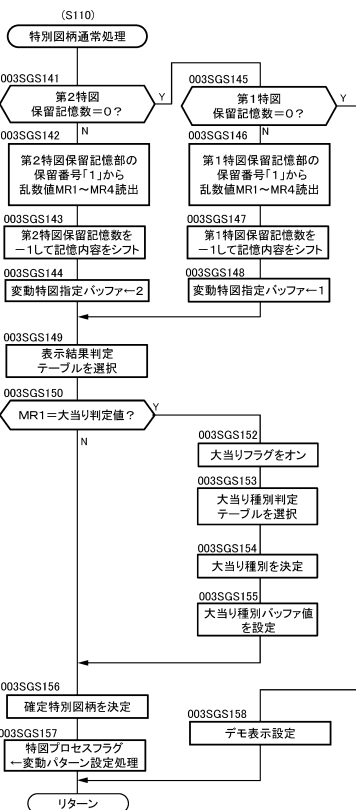 (S110)
特別図柄通常処理
003SGS141
第2特図
保留記憶数=0?
Y
N
003SGS142
第2特図保留記憶部の
保留番号「1」から
乱数値MR1～MR4読出
003SGS143
第2特図保留記憶数を
－1して記憶内容をシフト
003SGS144
変動特図指定バッファ←2
003SGS145
第1特図
保留記憶数=0?
Y
N
003SGS146
第1特図保留記憶部の
保留番号「1」から
乱数値MR1～MR4読出
003SGS147
第1特図保留記憶数を
－1して記憶内容をシフト
003SGS148
変動特図指定バッファ←1
003SGS149
表示結果判定
テーブルを選択
003SGS150
MR1=大当り判定値?
Y
N
003SGS152
大当りフラグをオン
003SGS153
大当り種別判定
テーブルを選択
003SGS154
大当り種別を決定
003SGS155
大当り種別バッファ値
を設定
003SGS156
確定特別図柄を決定
003SGS157
特図プロセスフラグ
←変動パターン設定処理
003SGS158
デモ表示設定
リターン